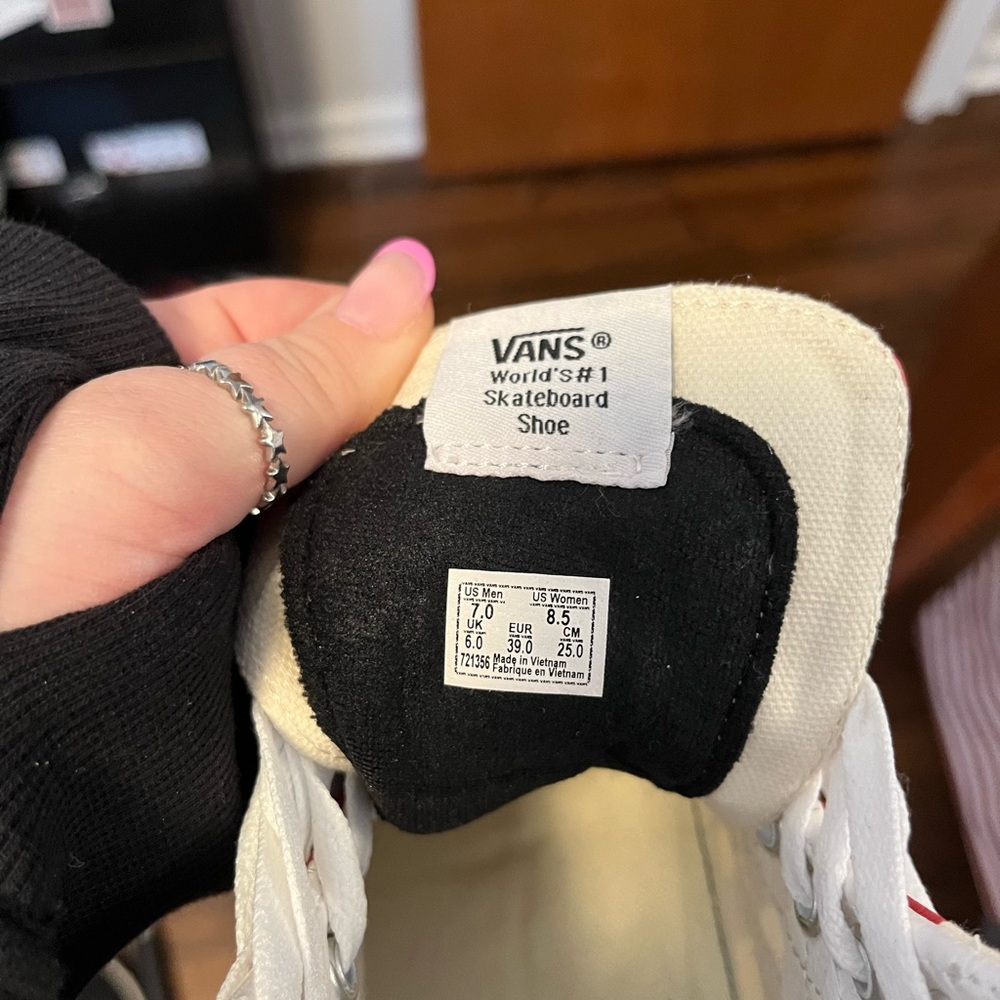 VANS®
World's #1
Skateboard
Shoe
US Men US Women
7.0 8.5
UK EUR CM
6.0 39.0 25.0
721356 Made in Vietnam
Fabrique en Vietnam